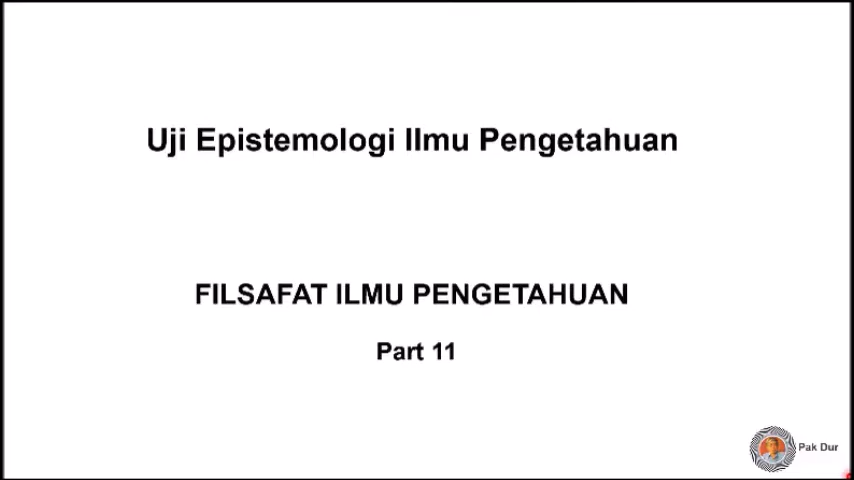 Uji Epistemologi Ilmu Pengetahuan
FILSAFAT ILMU PENGETAHUAN
Part 11
Pak Dur